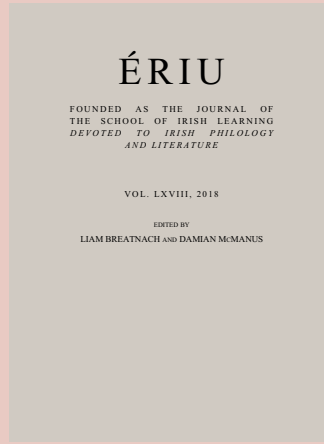 ÉRIU
FOUNDED AS THE JOURNAL OF
THE SCHOOL OF IRISH LEARNING
DEVOTED TO IRISH PHILOLOGY
AND LITERATURE
VOL. LXVIII, 2018
EDITED BY
LIAM BREATNACH AND DAMIAN McMANUS